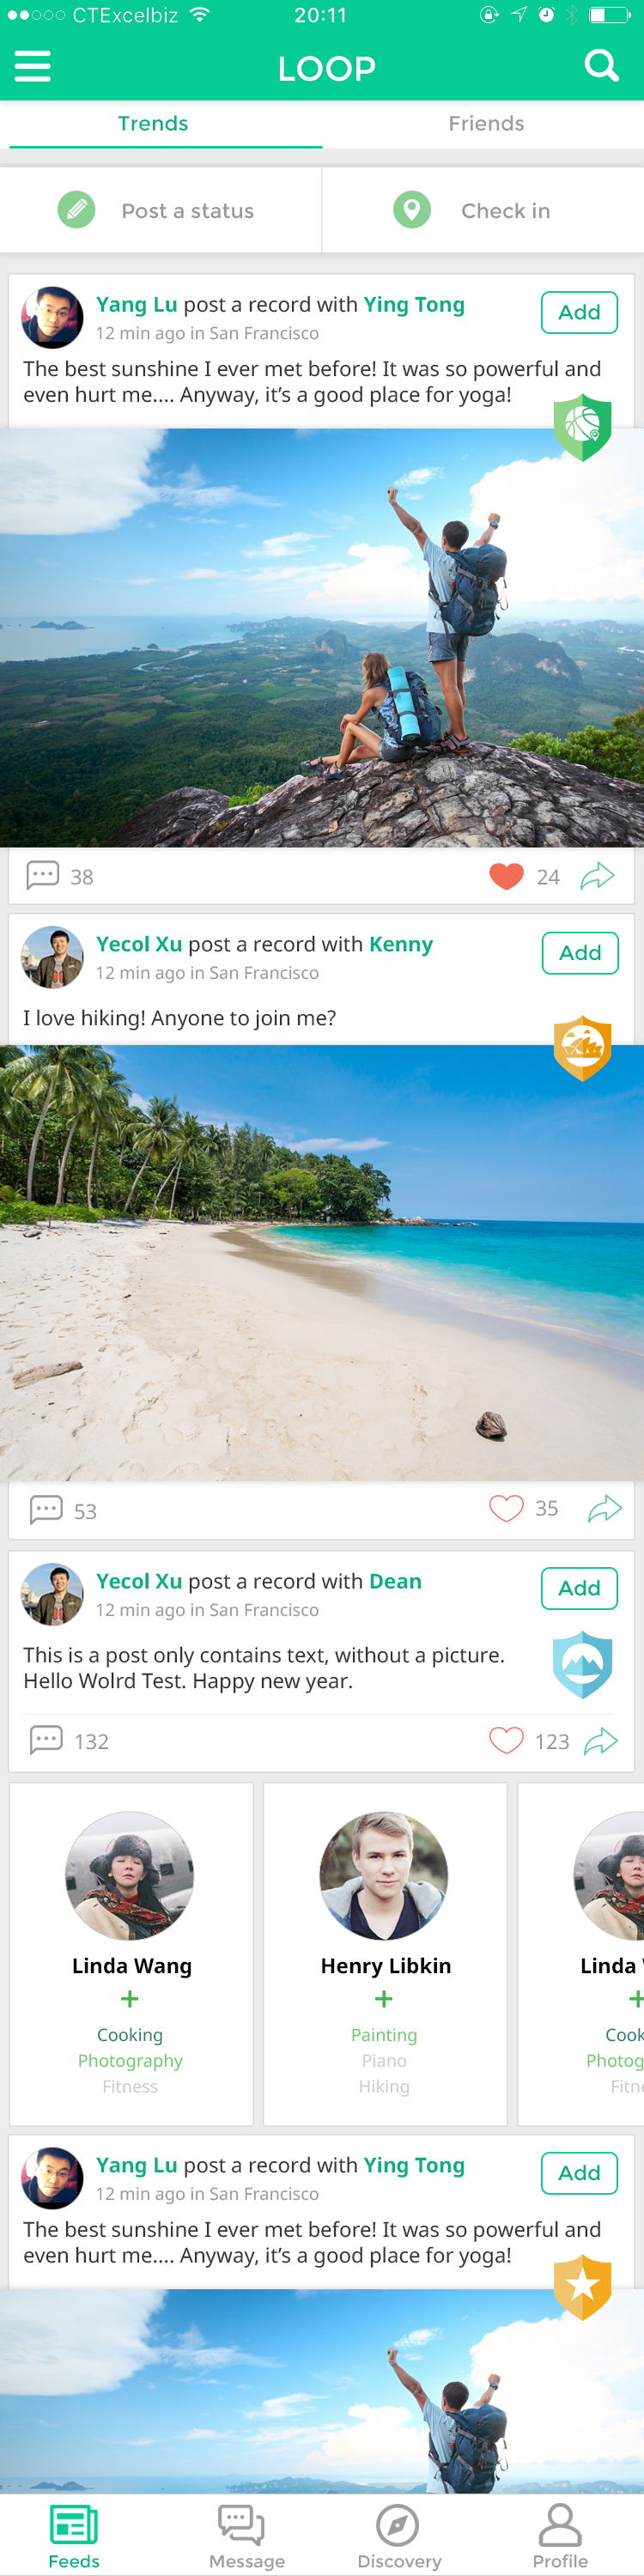 CTExcelbiz 20:11
LOOP
Trends Friends
Post a status Check in
Yang Lu post a record with Ying Tong
Add
12 min ago in San Francisco
The best sunshine I ever met before! It was so powerful and
even hurt me.... Anyway, it’s a good place for yoga!
38 24
Yecol Xu post a record with Kenny
Add
12 min ago in San Francisco
I love hiking! Anyone to join me?
53 35
Yecol Xu post a record with Dean
Add
12 min ago in San Francisco
This is a post only contains text, without a picture.
Hello Wolrd Test. Happy new year.
132 123
Linda Wang
+
Cooking
Photography
Fitness
Henry Libkin
+
Painting
Piano
Hiking
Linda
+
Cook
Photog
Fitn
Yang Lu post a record with Ying Tong
Add
12 min ago in San Francisco
The best sunshine I ever met before! It was so powerful and
even hurt me.... Anyway, it’s a good place for yoga!
Feeds Message Discovery Profile